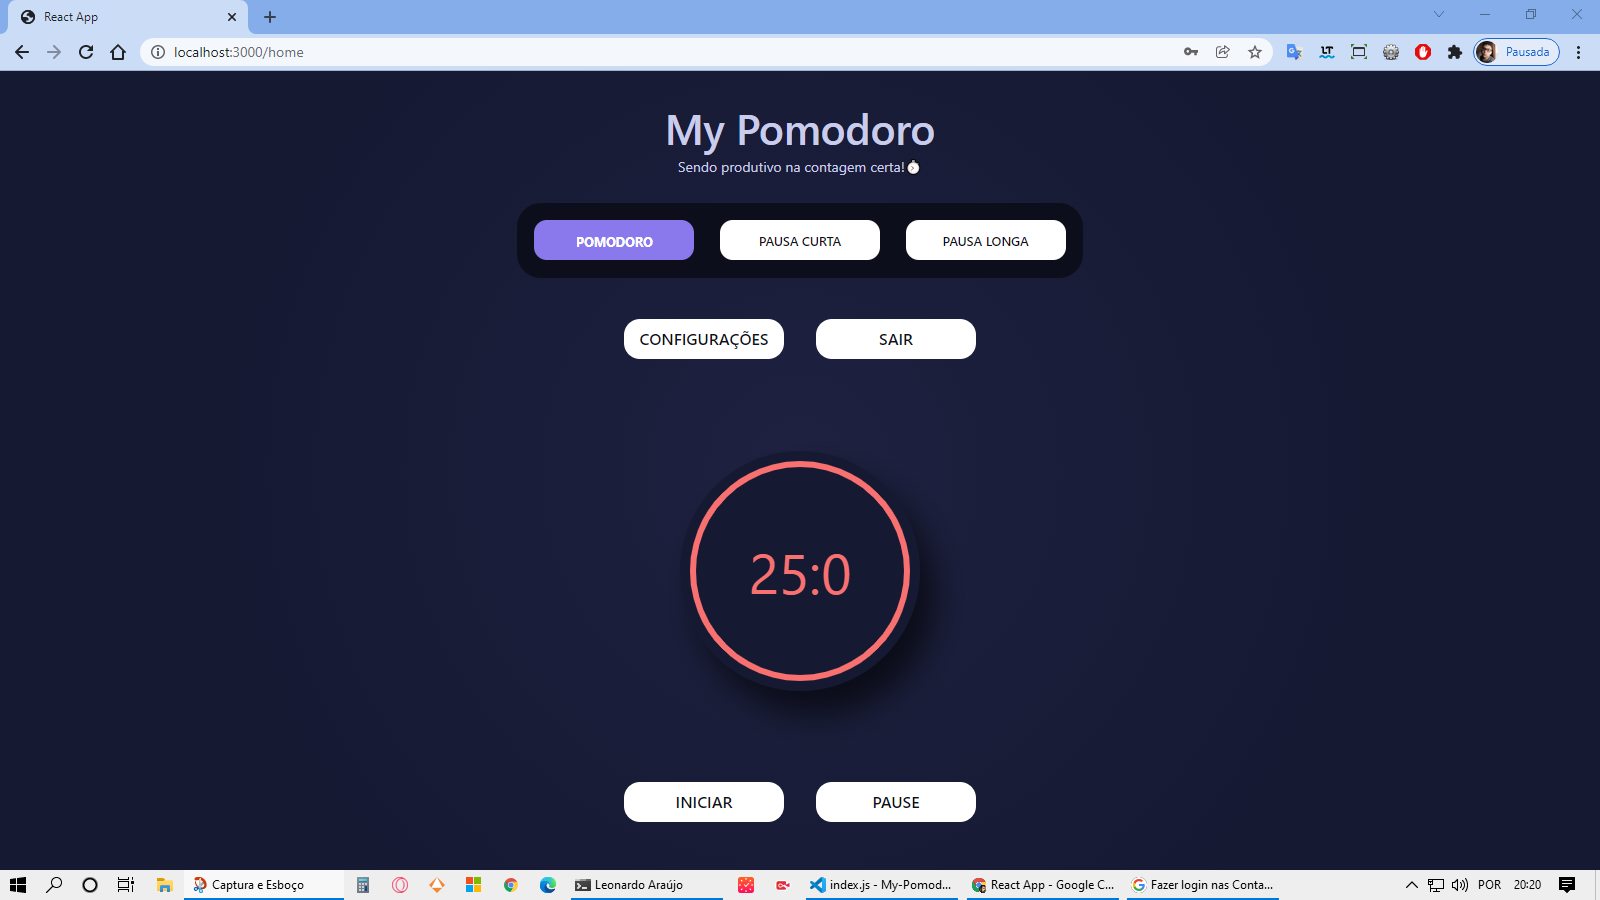 React App
localhost:3000/home
Pausada
My Pomodoro
Sendo produtivo na contagem certa!
POMODORO
PAUSA CURTA
PAUSA LONGA
CONFIGURAÇÕES
SAIR
25:0
INICIAR
PAUSE
Captura e Esboço
Leonardo Araújo
index.js - My-Pomod...
React App - Google C...
Fazer login nas Conta...
POR
20:20